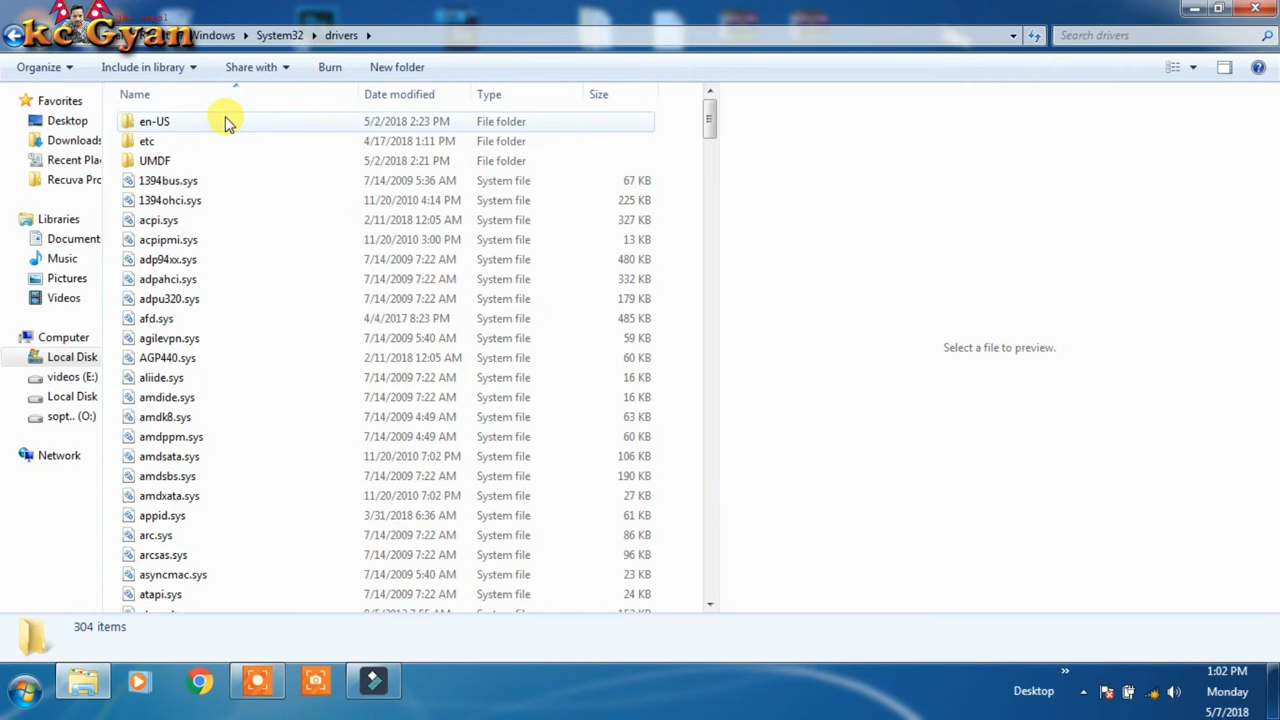 kc Gyan
Windows System32 drivers
Search drivers
Organize Include in library Share with Burn New folder
Name Date modified Type Size
Favorites
Desktop
Downloads
Recent Pla
Recuva Pro
Libraries
Document
Music
Pictures
Videos
Computer
Local Disk
videos (E:)
Local Disk
sopt.. (O:)
Network
en-US 5/2/2018 2:23 PM File folder
etc 4/17/2018 1:11 PM File folder
UMDF 5/2/2018 2:21 PM File folder
1394bus.sys 7/14/2009 5:36 AM System file 67 KB
1394ohci.sys 11/20/2010 4:14 PM System file 225 KB
acpi.sys 2/11/2018 12:05 AM System file 327 KB
acpipmi.sys 11/20/2010 3:00 PM System file 13 KB
adp94xx.sys 7/14/2009 7:22 AM System file 480 KB
adpahci.sys 7/14/2009 7:22 AM System file 332 KB
adpu320.sys 7/14/2009 7:22 AM System file 179 KB
afd.sys 4/4/2017 8:23 PM System file 485 KB
agilevpn.sys 7/14/2009 5:40 AM System file 59 KB
AGP440.sys 2/11/2018 12:05 AM System file 60 KB
aliide.sys 7/14/2009 7:22 AM System file 16 KB
amdide.sys 7/14/2009 7:22 AM System file 16 KB
amdk8.sys 7/14/2009 4:49 AM System file 63 KB
amdppm.sys 7/14/2009 4:49 AM System file 60 KB
amdsata.sys 11/20/2010 7:02 PM System file 106 KB
amdsbs.sys 7/14/2009 7:22 AM System file 190 KB
amdxata.sys 11/20/2010 7:02 PM System file 27 KB
appid.sys 3/31/2018 6:36 AM System file 61 KB
arc.sys 7/14/2009 7:22 AM System file 86 KB
arcsas.sys 7/14/2009 7:22 AM System file 96 KB
asyncmac.sys 7/14/2009 5:40 AM System file 23 KB
atapi.sys 7/14/2009 7:22 AM System file 24 KB
Select a file to preview.
304 items
Desktop
1:02 PM
Monday
5/7/2018